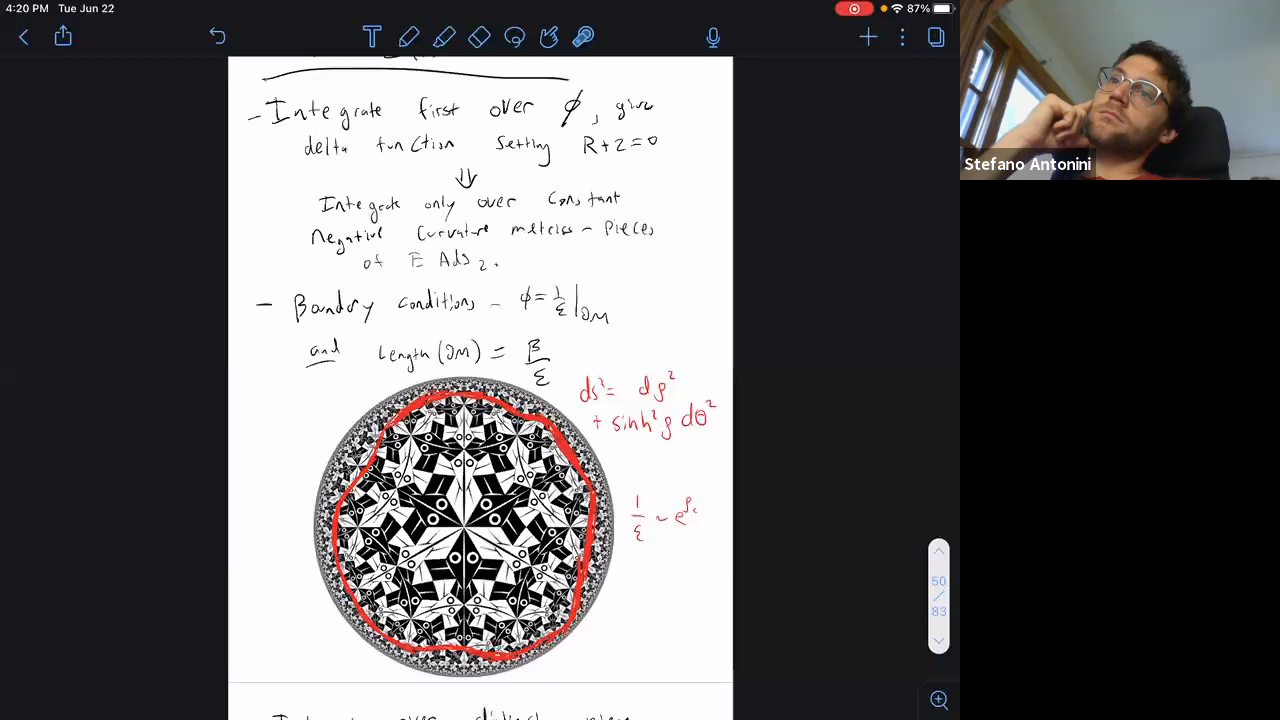 4:20 PM Tue Jun 22
87%
- Integrate first over ϕ, give
delta function setting R+2=0
⇓
Integrate only over constant
negative curvature metrics - pieces
of E AdS₂.
- Boundry conditions - ϕ = 1/ε |∂M
and Length(∂M) = β/ε
ds² = dρ²
+ sinh²ρ dθ²
1/ε ~ e^ρc
50
/
83
Stefano Antonini